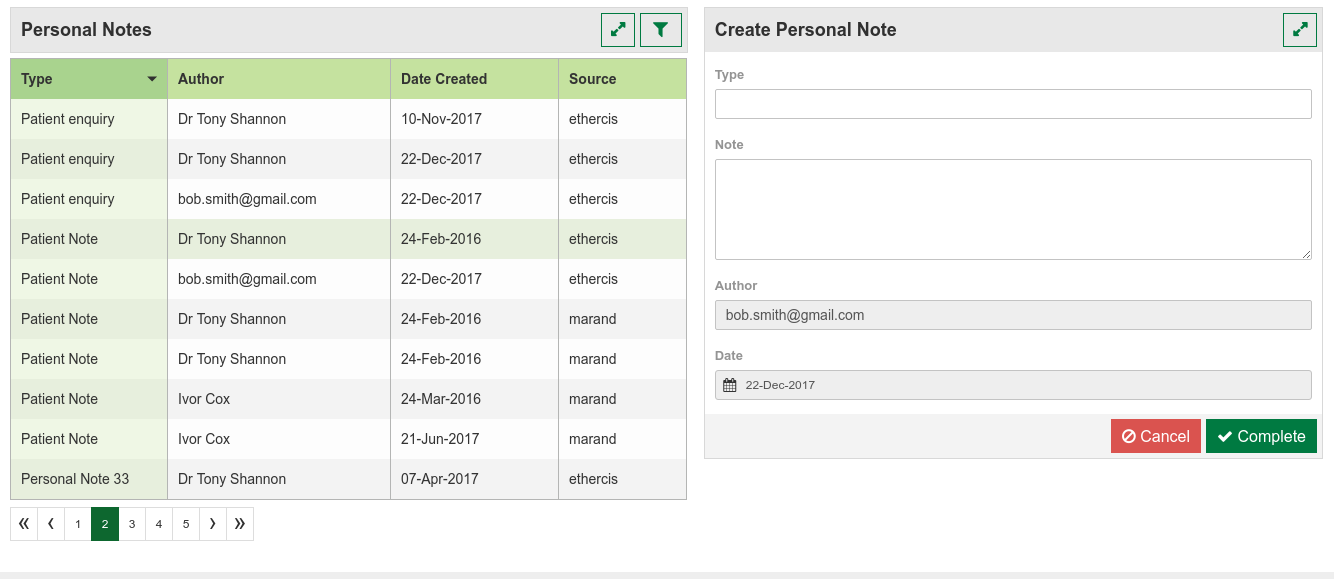 Personal Notes
Type Author Date Created Source
Patient enquiry Dr Tony Shannon 10-Nov-2017 ethercis
Patient enquiry Dr Tony Shannon 22-Dec-2017 ethercis
Patient enquiry bob.smith@gmail.com 22-Dec-2017 ethercis
Patient Note Dr Tony Shannon 24-Feb-2016 ethercis
Patient Note bob.smith@gmail.com 22-Dec-2017 ethercis
Patient Note Dr Tony Shannon 24-Feb-2016 marand
Patient Note Dr Tony Shannon 24-Feb-2016 marand
Patient Note Ivor Cox 24-Mar-2016 marand
Patient Note Ivor Cox 21-Jun-2017 marand
Personal Note 33 Dr Tony Shannon 07-Apr-2017 ethercis
« ‹ 1 2 3 4 5 › »
Create Personal Note
Type
Note
Author
bob.smith@gmail.com
Date
22-Dec-2017
Cancel Complete